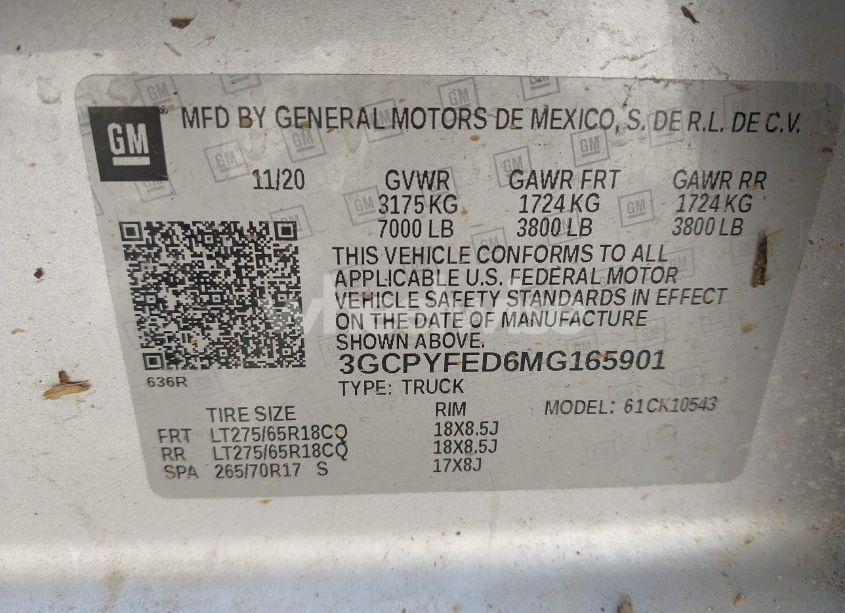 GM MFD BY GENERAL MOTORS DE MEXICO, S. DE R.L. DE C.V.
11/20 GVWR GAWR FRT GAWR RR
3175 KG 1724 KG 1724 KG
7000 LB 3800 LB 3800 LB
THIS VEHICLE CONFORMS TO ALL
APPLICABLE U.S. FEDERAL MOTOR
VEHICLE SAFETY STANDARDS IN EFFECT
ON THE DATE OF MANUFACTURE
SHOWN ABOVE.
3GCPYFED6MG165901
636R
TYPE: TRUCK
TIRE SIZE RIM MODEL: 61CK10543
FRT LT275/65R18CQ 18X8.5J
RR LT275/65R18CQ 18X8.5J
SPA 265/70R17 S 17X8J